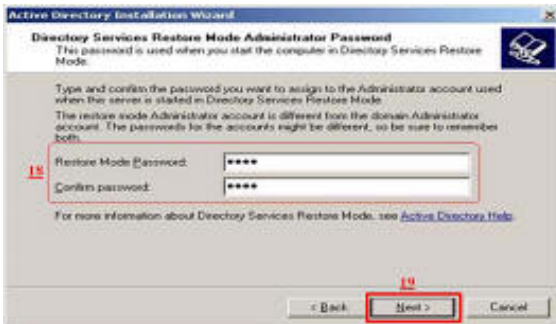 Active Directory Installation Wizard
Directory Services Restore Mode Administrator Password
This password is used when you start the computer in Directory Services Restore
Mode.
Type and confirm the password you want to assign to the Administrator account used
when this server is started in Directory Services Restore Mode.
The restore mode Administrator account is different from the domain Administrator
account. The passwords for the accounts might be different, so be sure to remember
both.
18
Restore Mode Password: ****
Confirm password: ****
For more information about Directory Services Restore Mode, see Active Directory Help.
19
< Back Next > Cancel